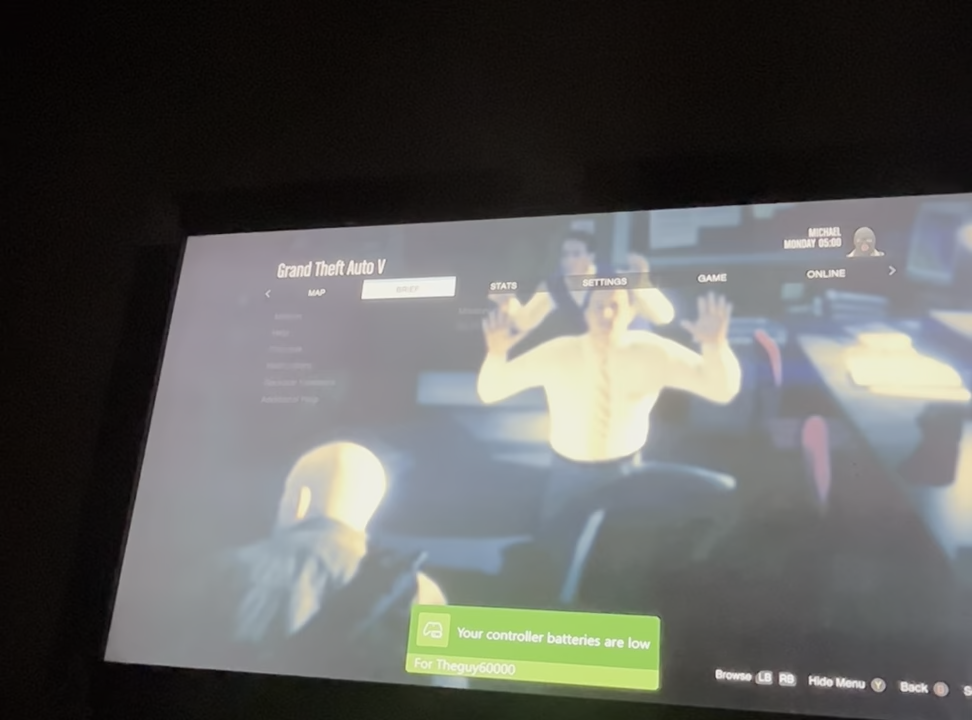 MICHAEL
MONDAY 05:00
Grand Theft Auto V
MAP BRIEF STATS SETTINGS GAME ONLINE
Your controller batteries are low
For Theguy60000
Browse LB RB Hide Menu Y Back B